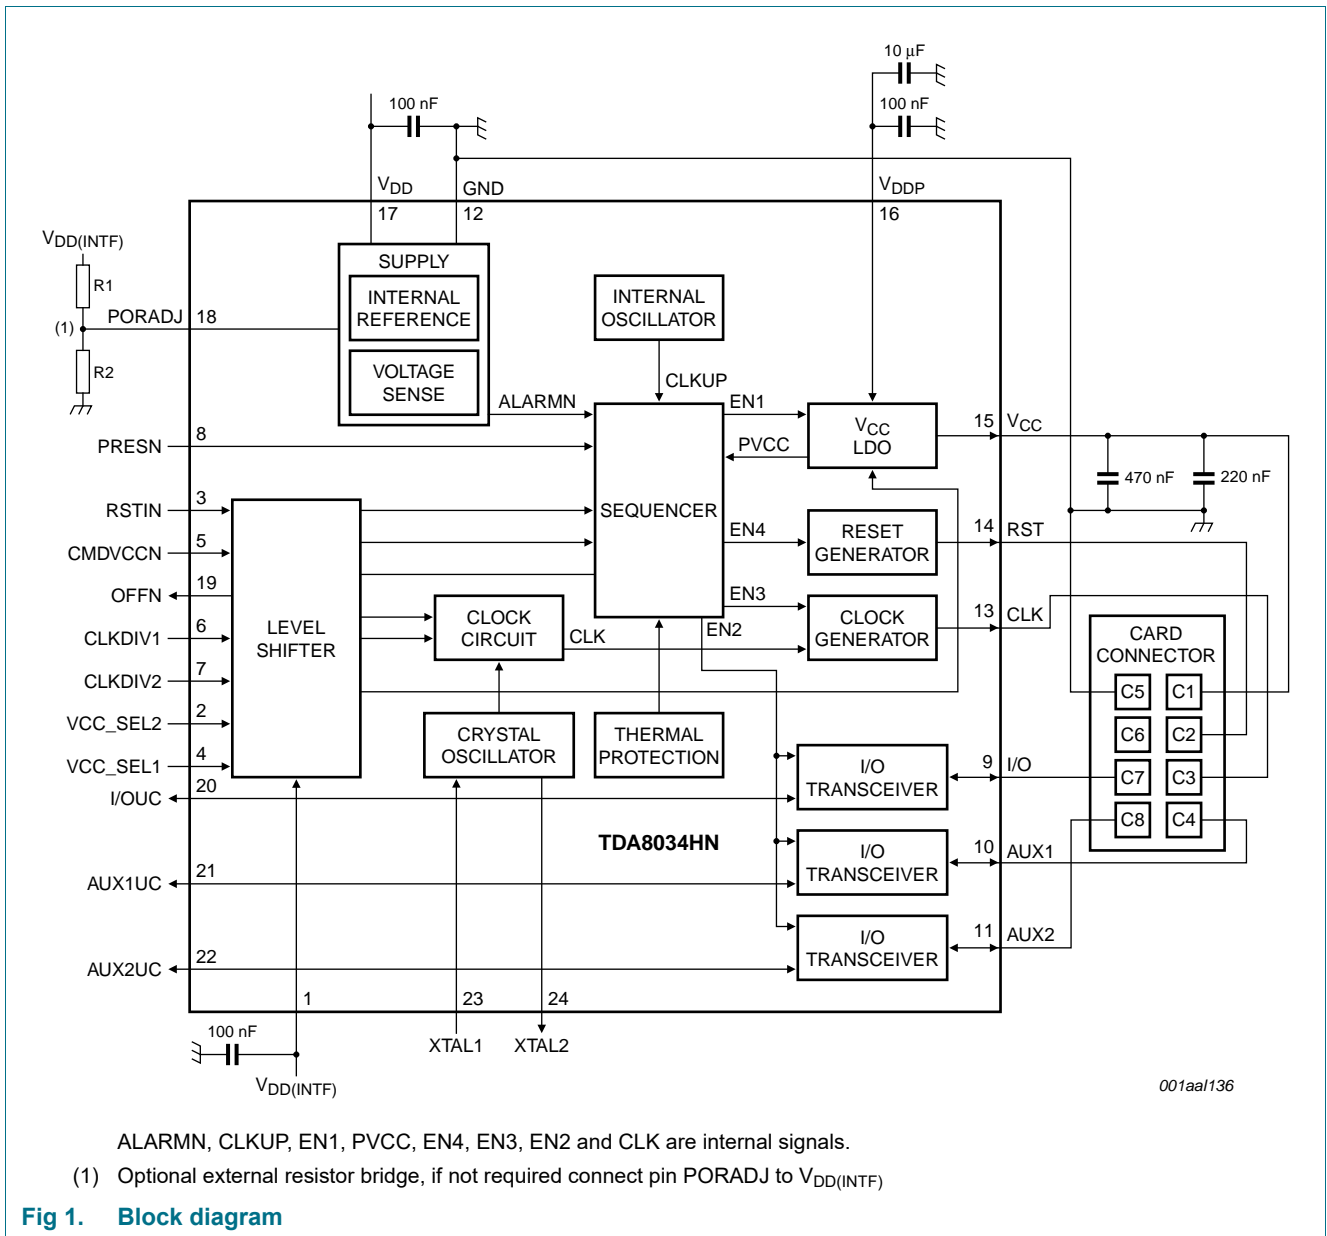 10 μF
100 nF
100 nF
VDD
GND
VDDP
17
12
16
VDD(INTF)
R1
(1)
R2
PORADJ
18
SUPPLY
INTERNAL
REFERENCE
VOLTAGE
SENSE
INTERNAL
OSCILLATOR
CLKUP
ALARMN
EN1
PVCC
VCC
LDO
15
VCC
470 nF
220 nF
PRESN
8
RSTIN
3
CMDVCCN
5
OFFN
19
CLKDIV1
6
CLKDIV2
7
VCC_SEL2
2
VCC_SEL1
4
LEVEL
SHIFTER
SEQUENCER
EN4
RESET
GENERATOR
14
RST
EN3
EN2
CLOCK
CIRCUIT
CLK
CLOCK
GENERATOR
13
CLK
CARD
CONNECTOR
C5
C1
C6
C2
C7
C3
C8
C4
CRYSTAL
OSCILLATOR
THERMAL
PROTECTION
I/O
TRANSCEIVER
9
I/O
I/OUC
20
TDA8034HN
I/O
TRANSCEIVER
10
AUX1
AUX1UC
21
I/O
TRANSCEIVER
11
AUX2
AUX2UC
22
1
23
24
100 nF
VDD(INTF)
XTAL1
XTAL2
001aal136
ALARMN, CLKUP, EN1, PVCC, EN4, EN3, EN2 and CLK are internal signals.
(1) Optional external resistor bridge, if not required connect pin PORADJ to VDD(INTF)
Fig 1. Block diagram